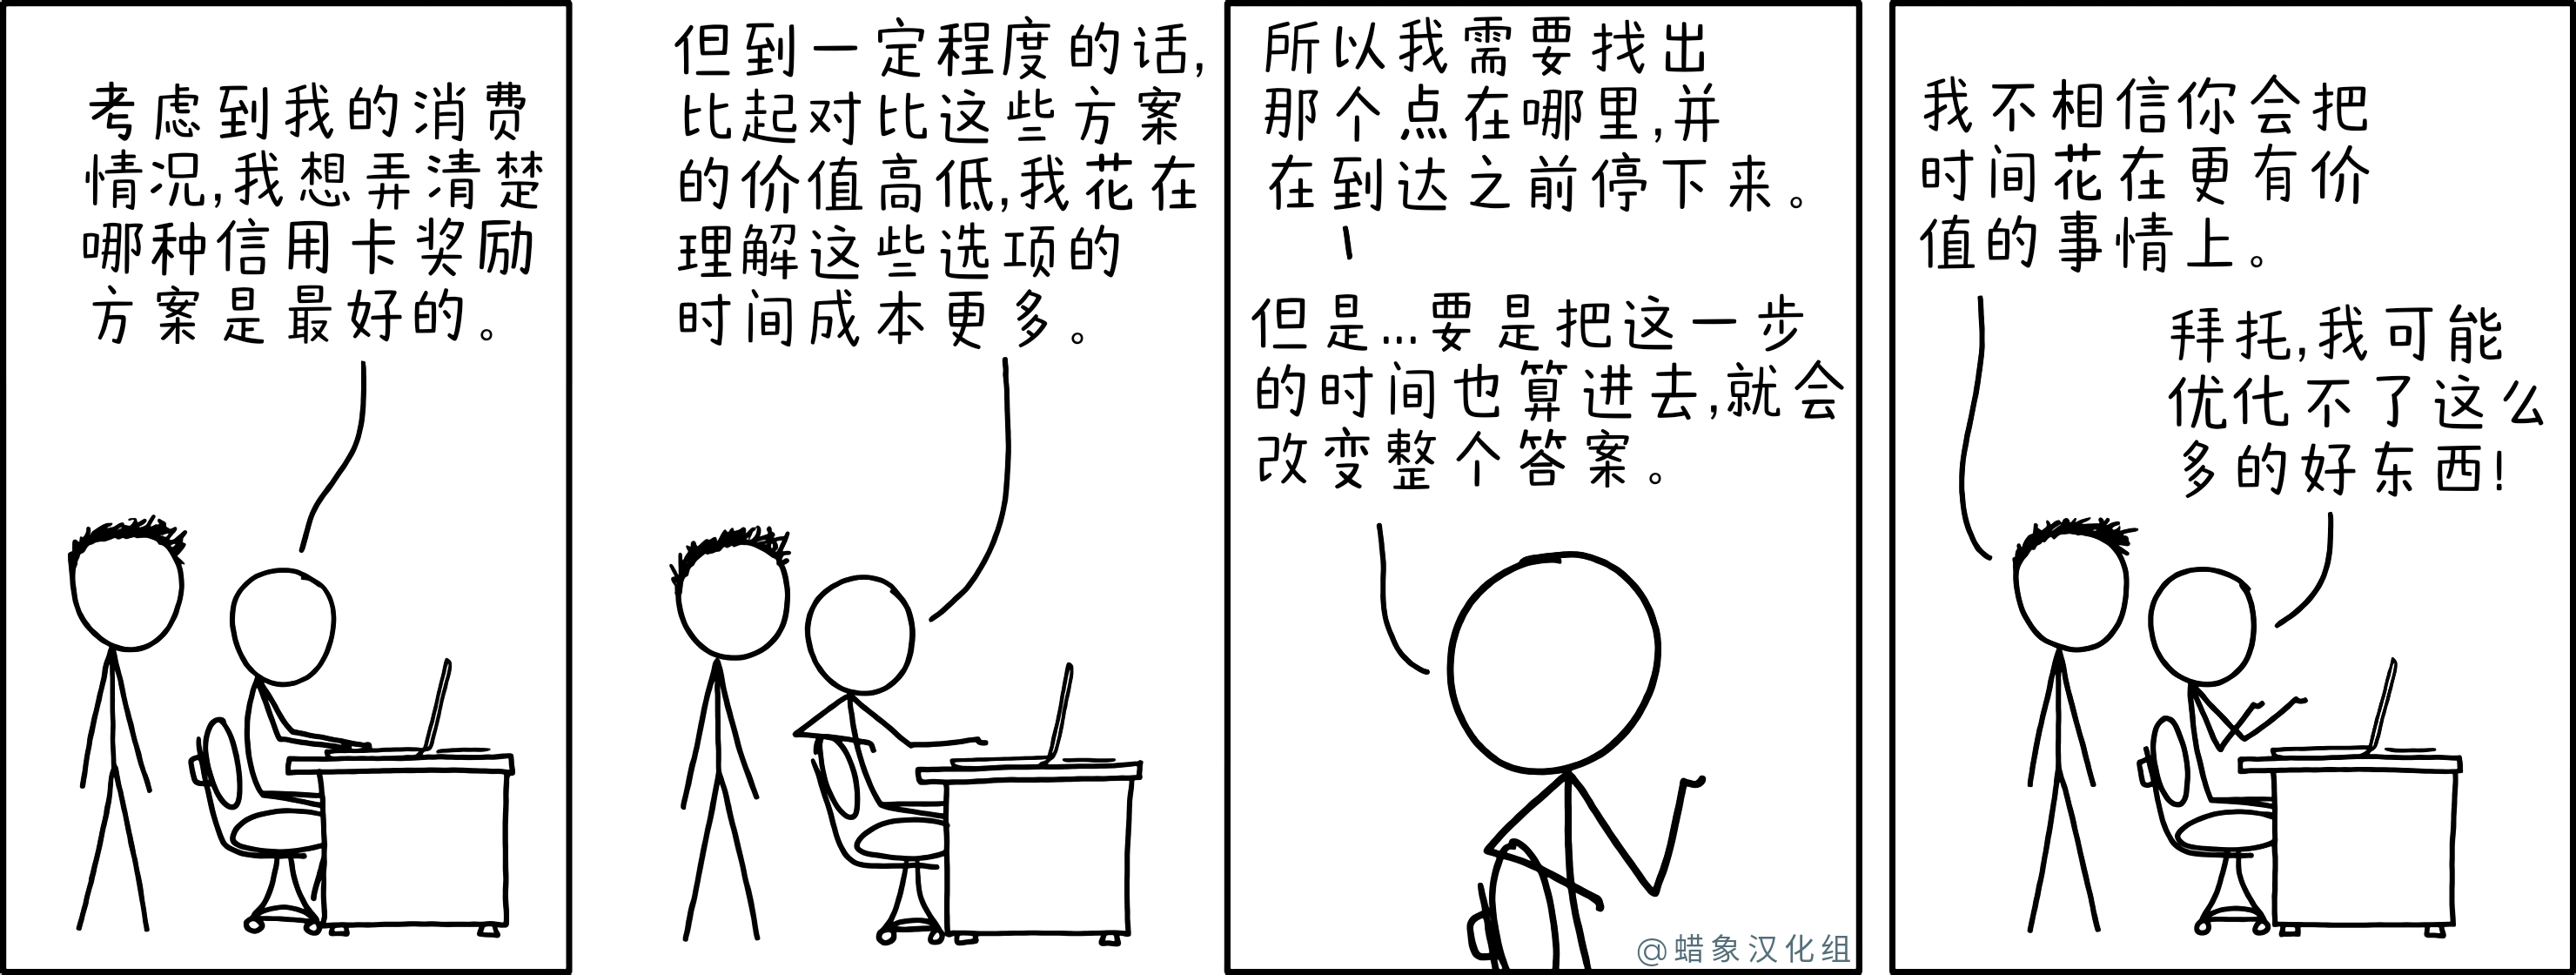 考虑到我的消费
情况,我想弄清楚
哪种信用卡奖励
方案是最好的。
但到一定程度的话,
比起对比这些方案
的价值高低,我花在
理解这些选项的
时间成本更多。
所以我需要找出
那个点在哪里,并
在到达之前停下来。
但是...要是把这一步
的时间也算进去,就会
改变整个答案。
@蜡象汉化组
我不相信你会把
时间花在更有价
值的事情上。
拜托,我可能
优化不了这么
多的好东西!